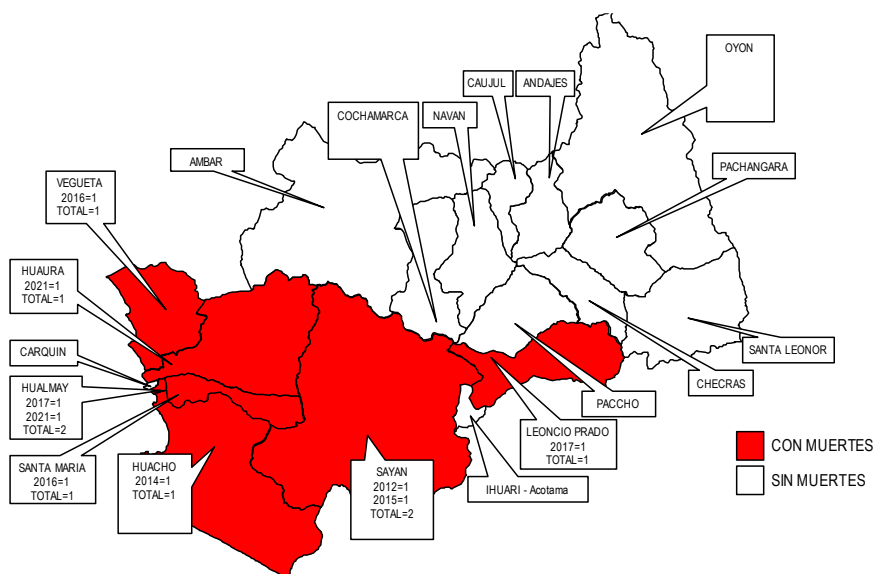 OYON
CAUJUL
ANDAJES
COCHAMARCA
NAVAN
AMBAR
PACHANGARA
VEGUETA
2016=1
TOTAL=1
HUAURA
2021=1
TOTAL=1
CARQUIN
SANTA LEONOR
HUALMAY
2017=1
2021=1
TOTAL=2
CHECRAS
PACCHO
SANTA MARIA
2016=1
TOTAL=1
HUACHO
2014=1
TOTAL=1
SAYAN
2012=1
2015=1
TOTAL=2
LEONCIO PRADO
2017=1
TOTAL=1
IHUARI - Acotama
CON MUERTES
SIN MUERTES